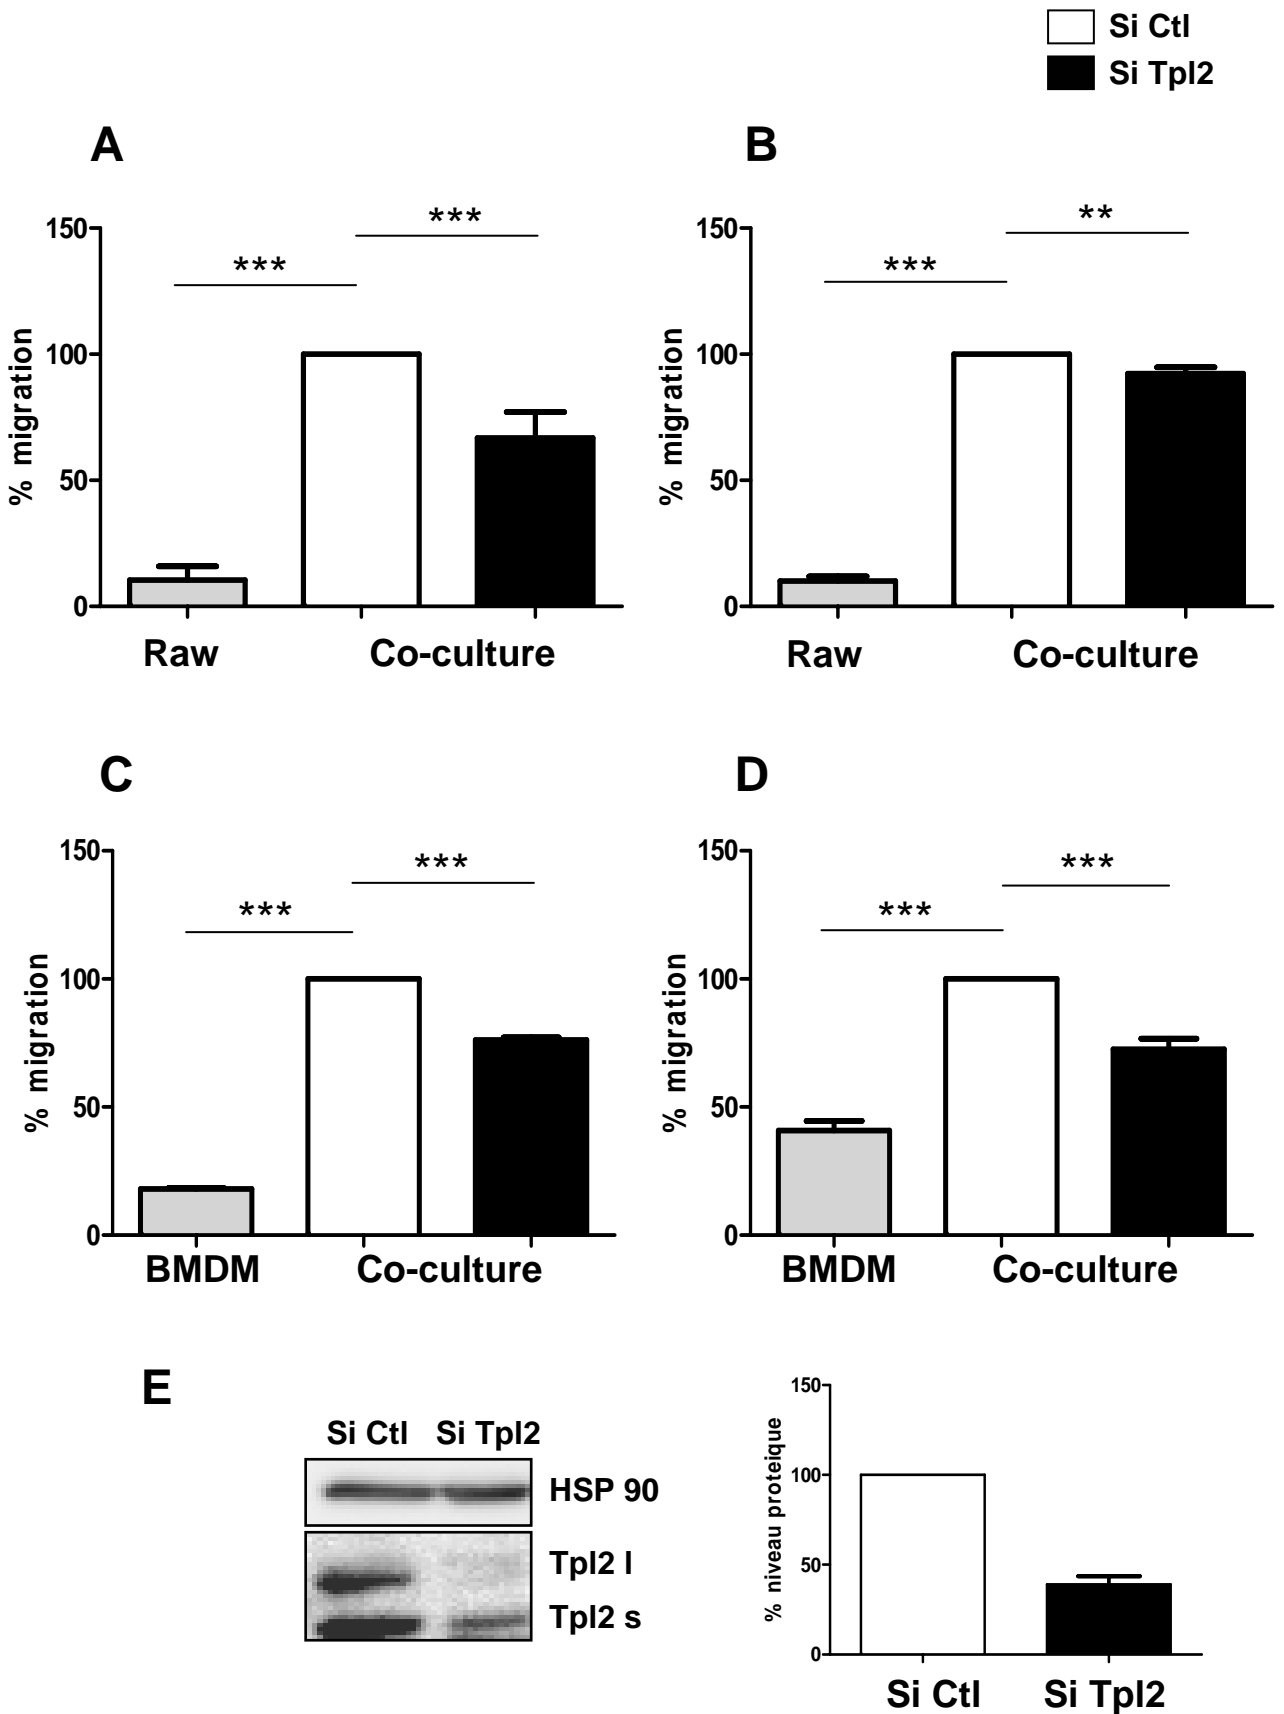 Si Ctl
Si Tpl2
A
B
150
100
50
0
% migration
***
***
Raw
Co-culture
150
100
50
0
% migration
***
**
Raw
Co-culture
C
D
150
100
50
0
% migration
***
***
BMDM
Co-culture
150
100
50
0
% migration
***
***
BMDM
Co-culture
E
Si Ctl Si Tpl2
HSP 90
Tpl2 l
Tpl2 s
150
100
50
0
% niveau proteique
Si Ctl
Si Tpl2